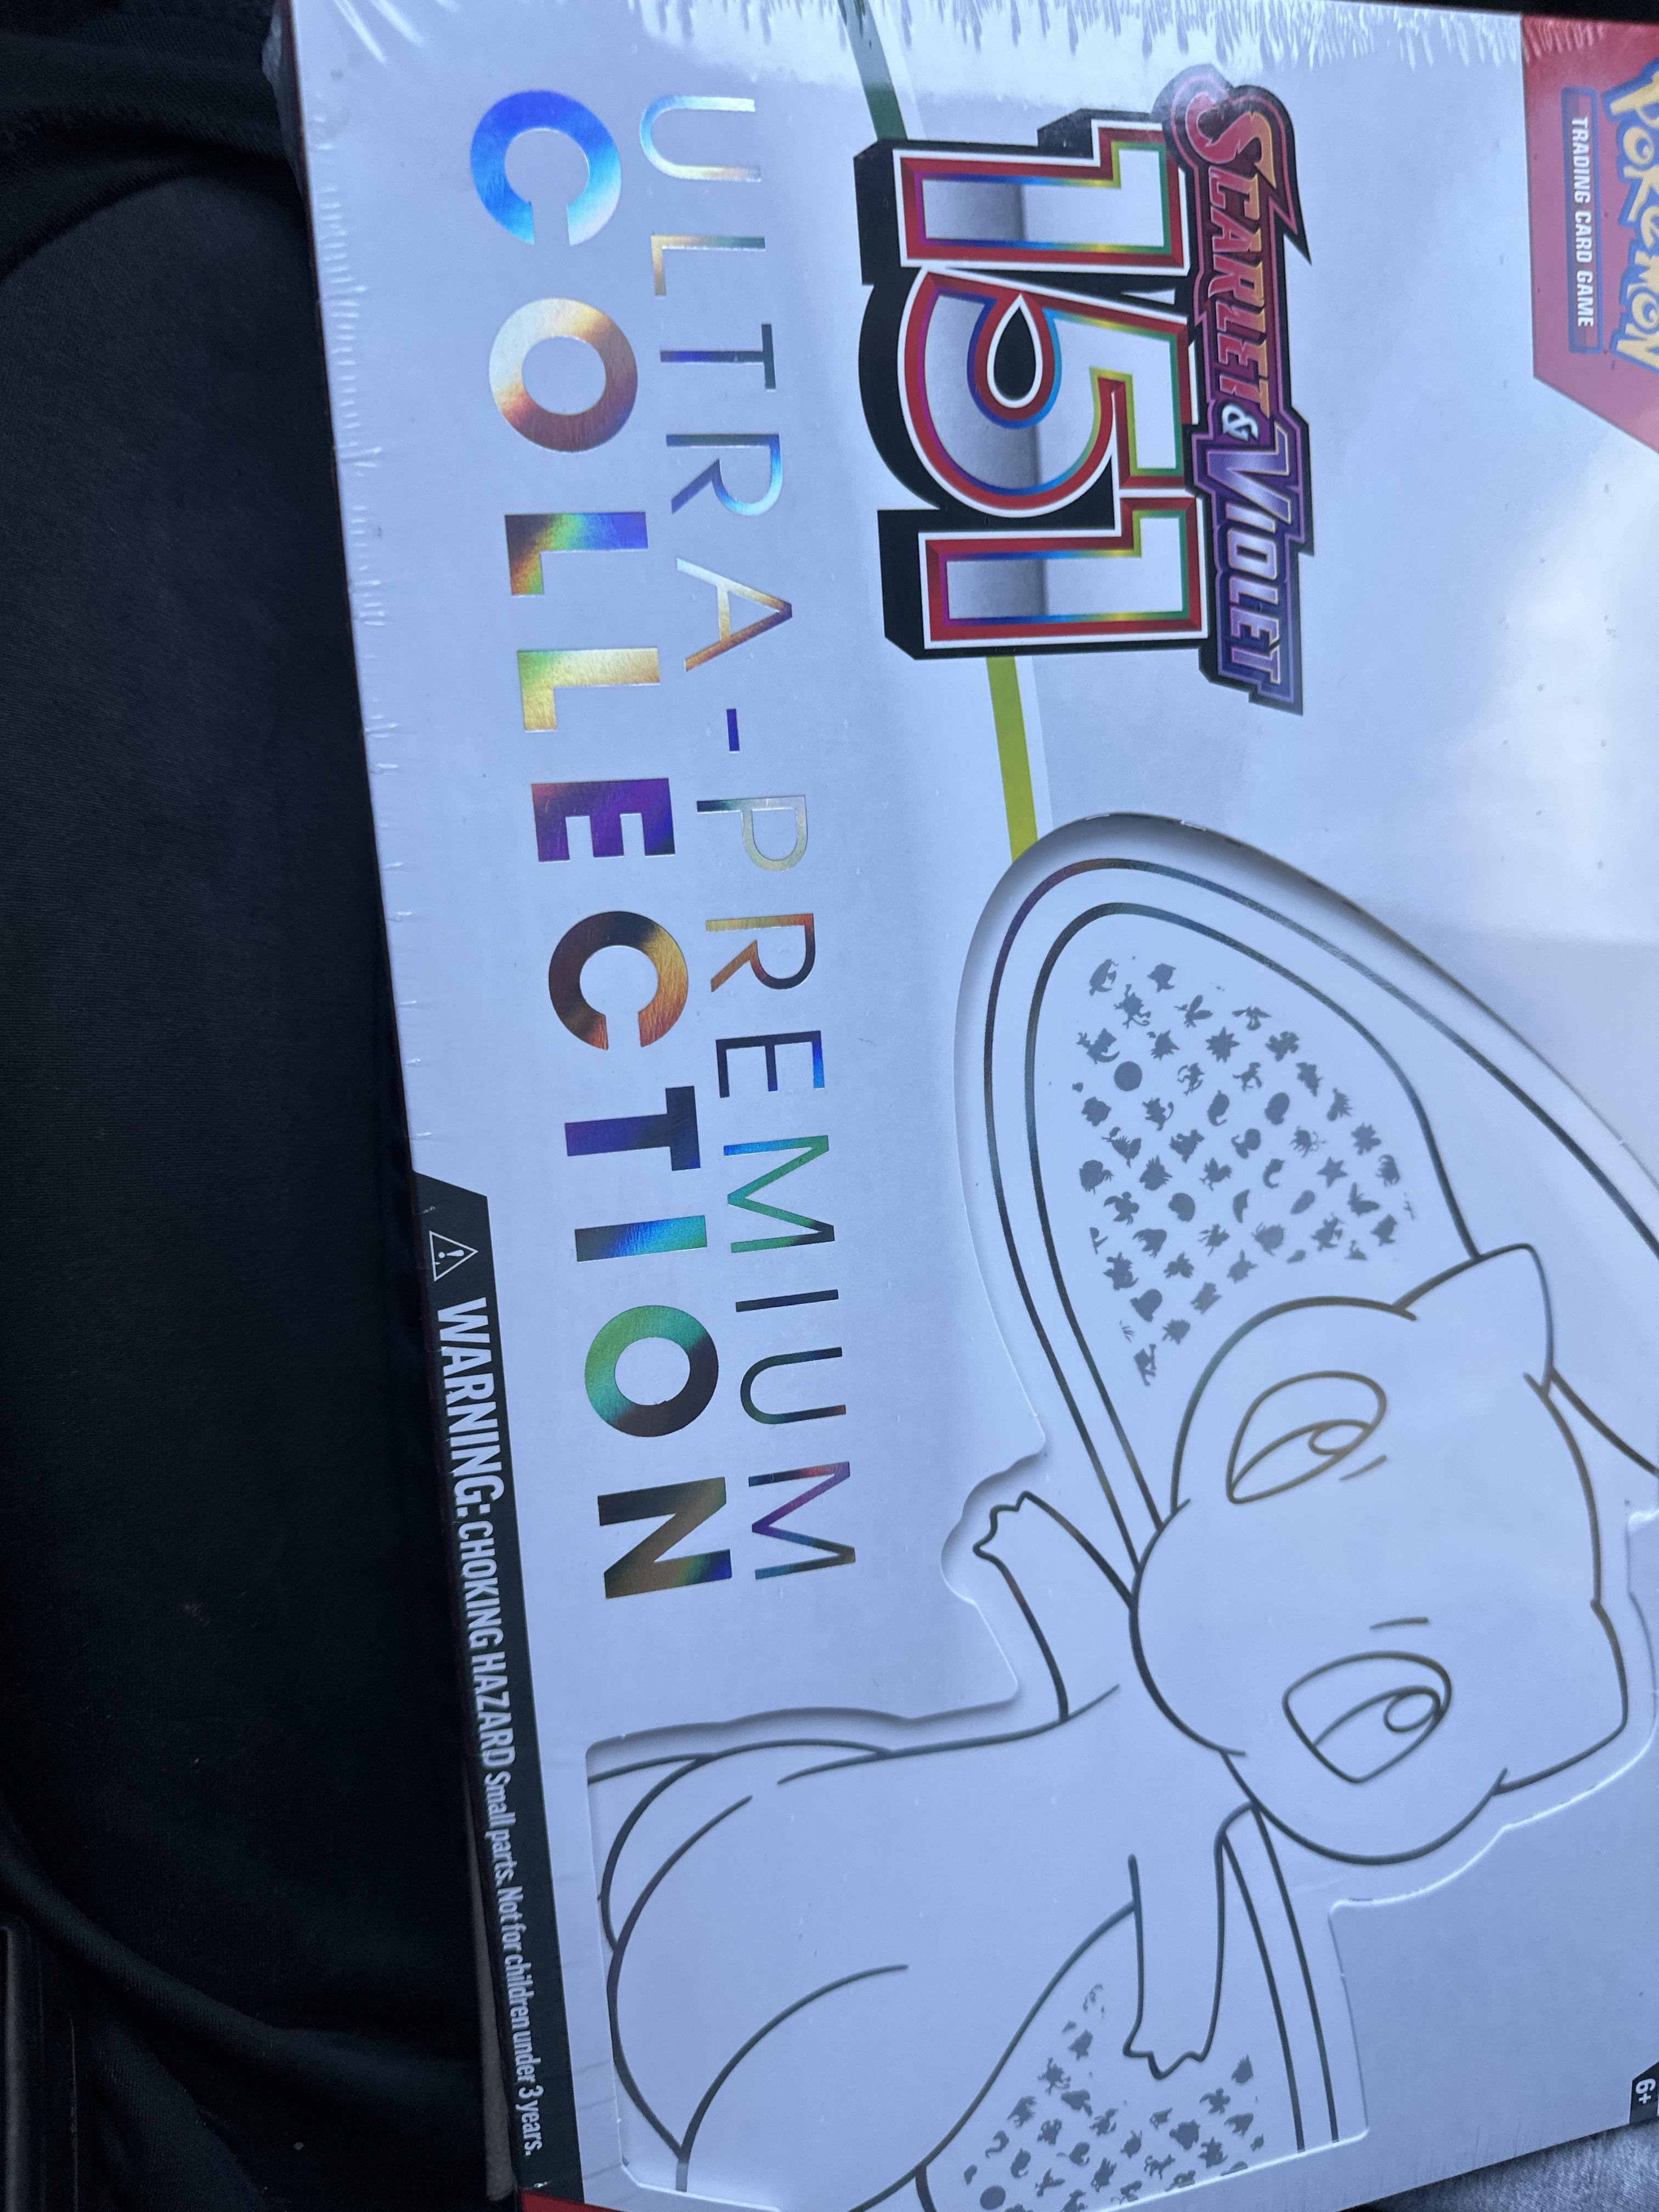 POKÉMON
TRADING CARD GAME
SCARLET & VIOLET
151
ULTRA-PREMIUM
COLLECTION
6+
WARNING: CHOKING HAZARD Small parts. Not for children under 3 years.